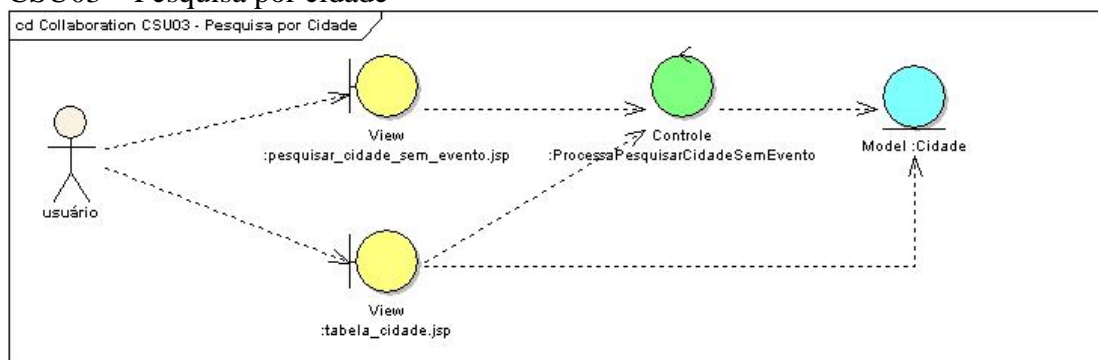 CSU03 – Pesquisa por cidade
cd Collaboration CSU03 - Pesquisa por Cidade
usuário
View
:pesquisar_cidade_sem_evento.jsp
Controle
:ProcessaPesquisarCidadeSemEvento
Model :Cidade
View
:tabela_cidade.jsp